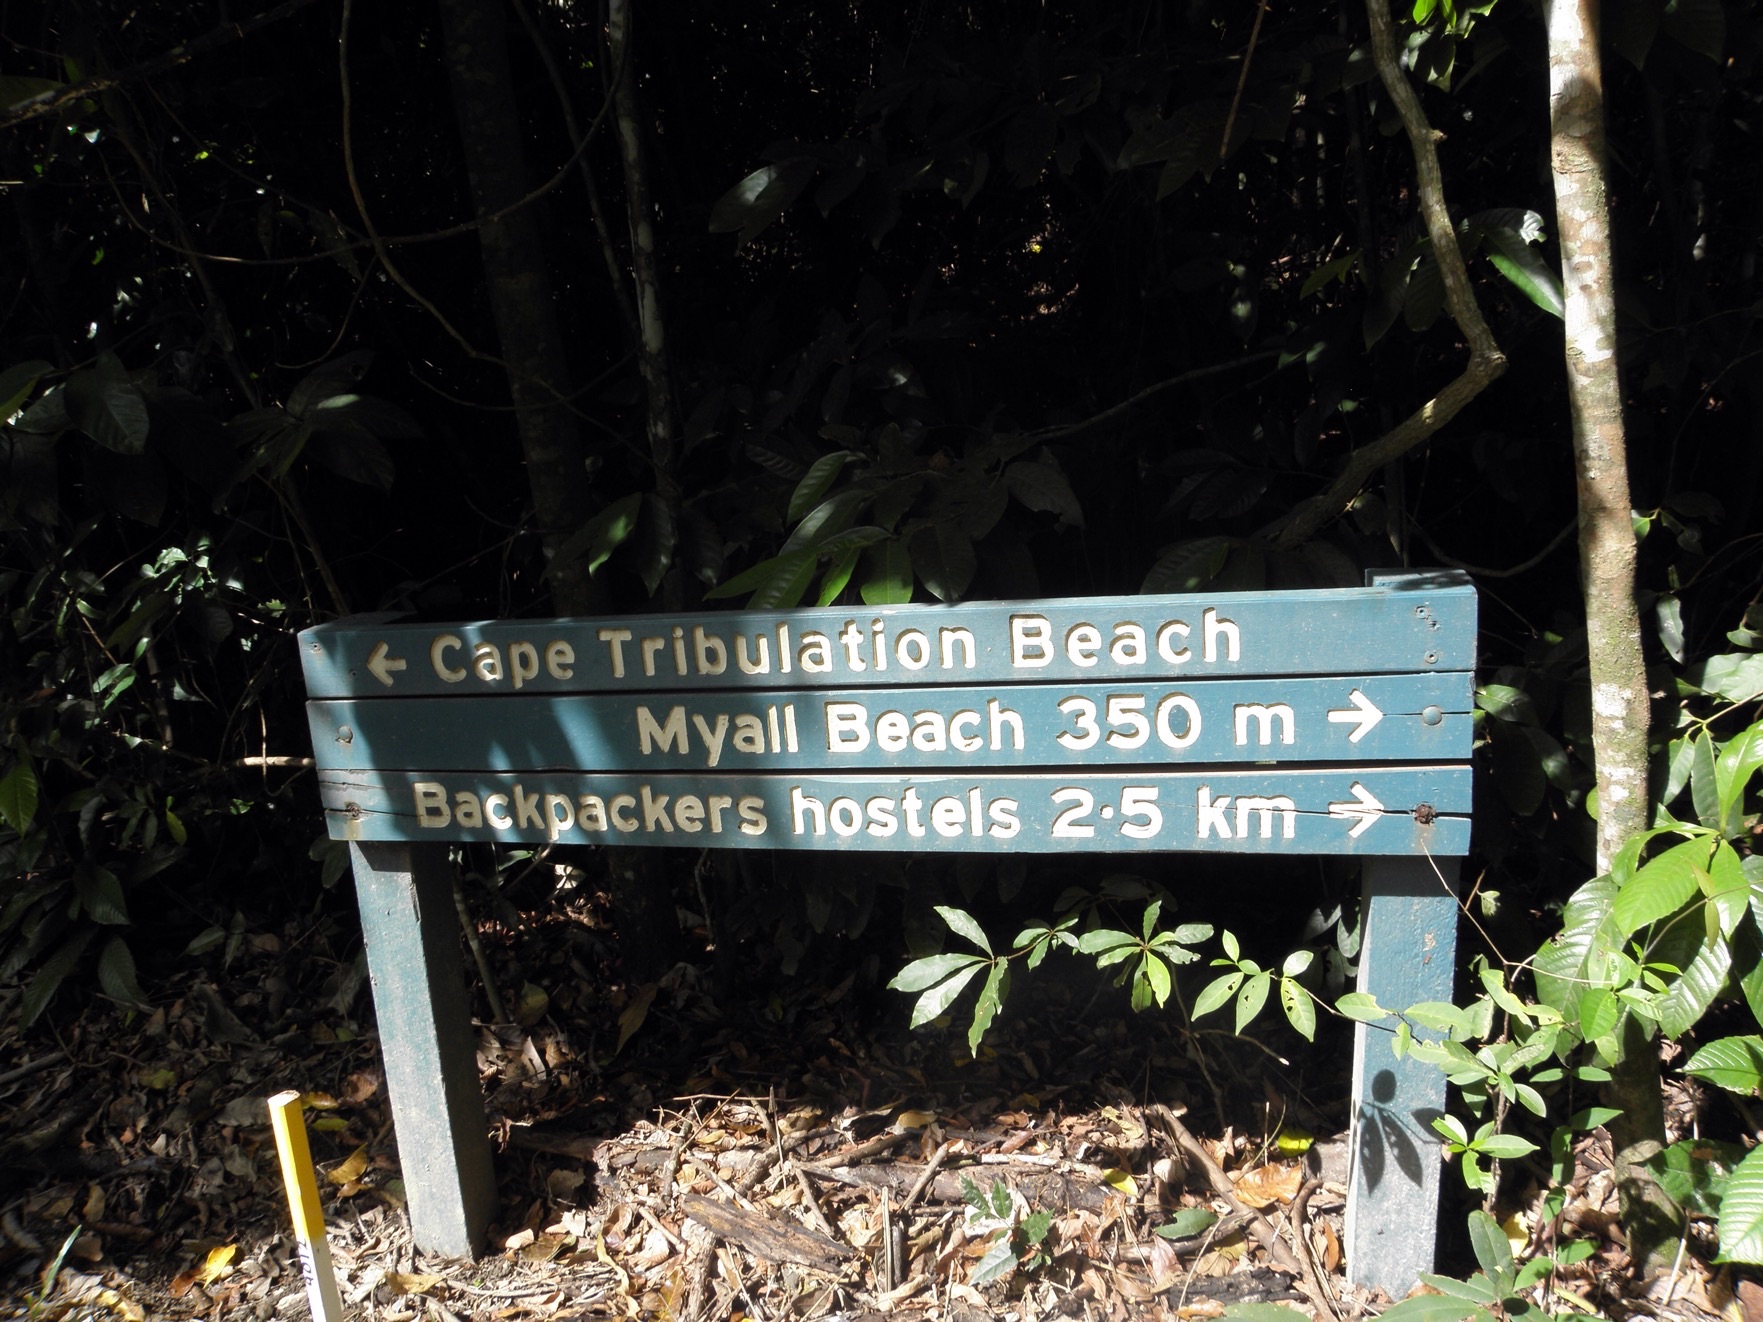 ← Cape Tribulation Beach
Myall Beach 350 m →
Backpackers hostels 2·5 km →